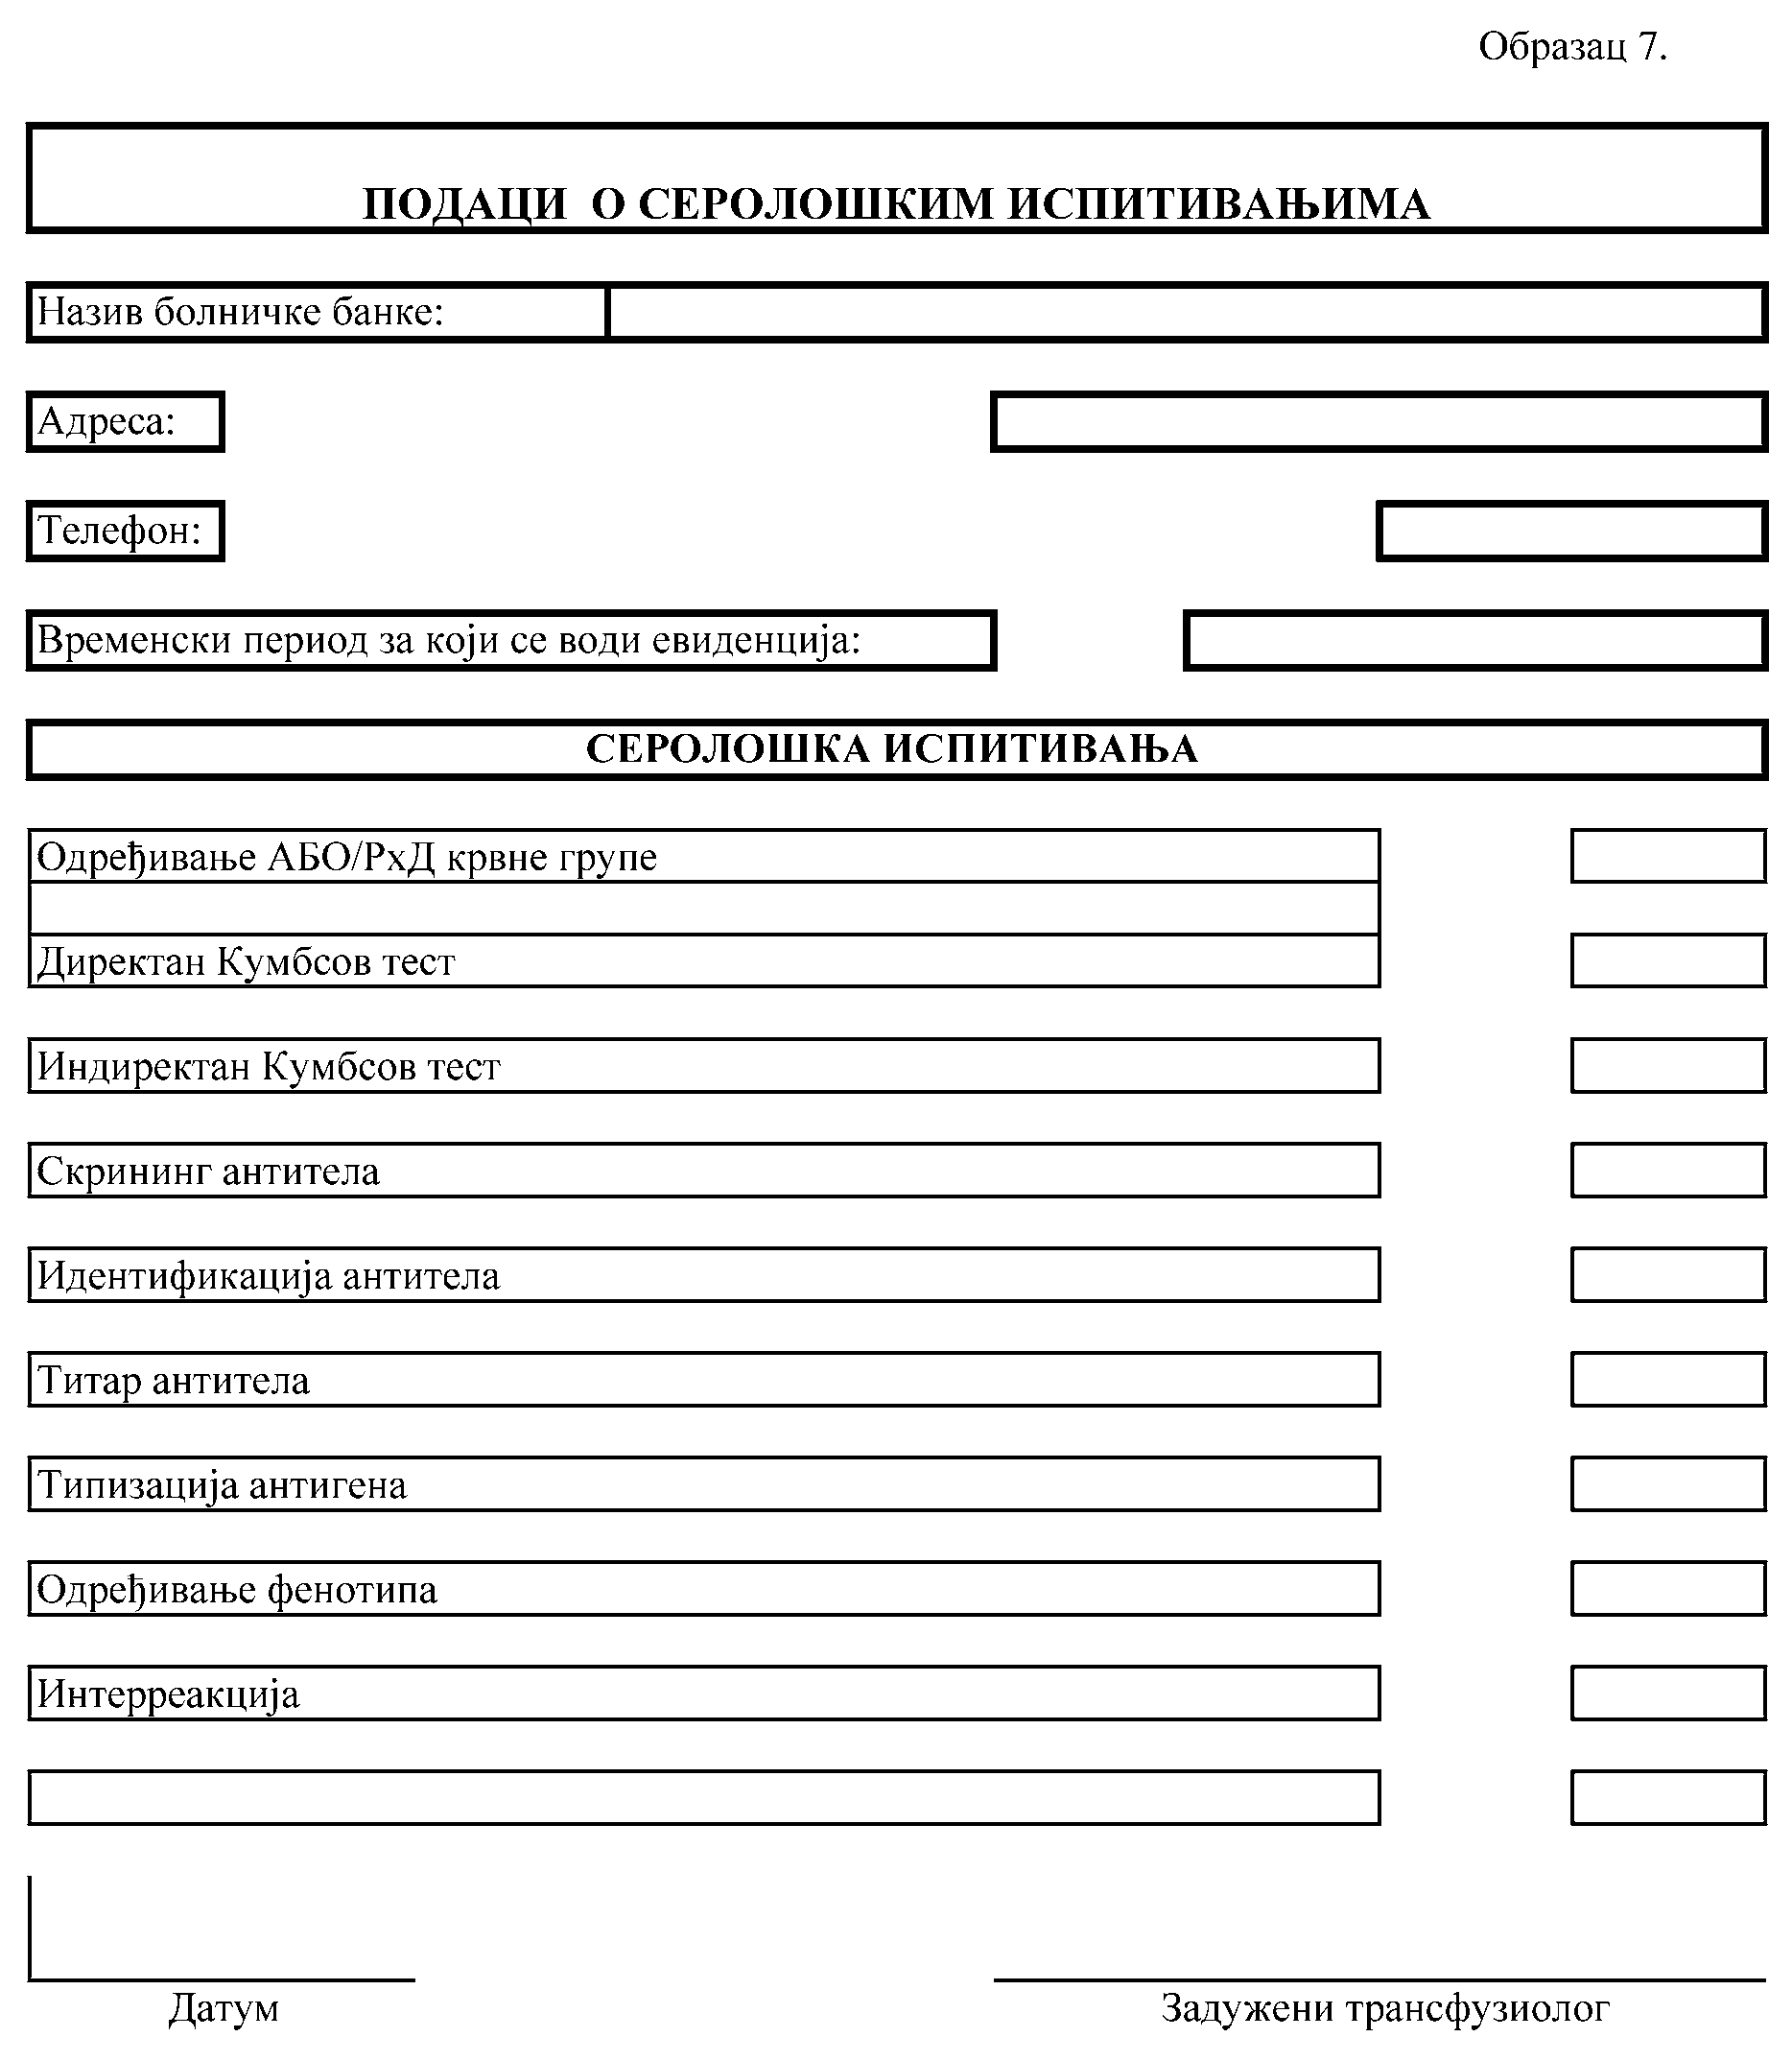 Образац 7.
ПОДАЦИ О СЕРОЛОШКИМ ИСПИТИВАЊИМА
Назив болничке банке:
Адреса:
Телефон:
Временски период за који се води евиденција:
СЕРОЛОШКА ИСПИТИВАЊА
Одређивање АБО/РхД крвне групе
Директан Кумбсов тест
Индиректан Кумбсов тест
Скрининг антитела
Идентификација антитела
Титар антитела
Типизација антигена
Одређивање фенотипа
Интерреакција
Датум
Задужени трансфузиолог